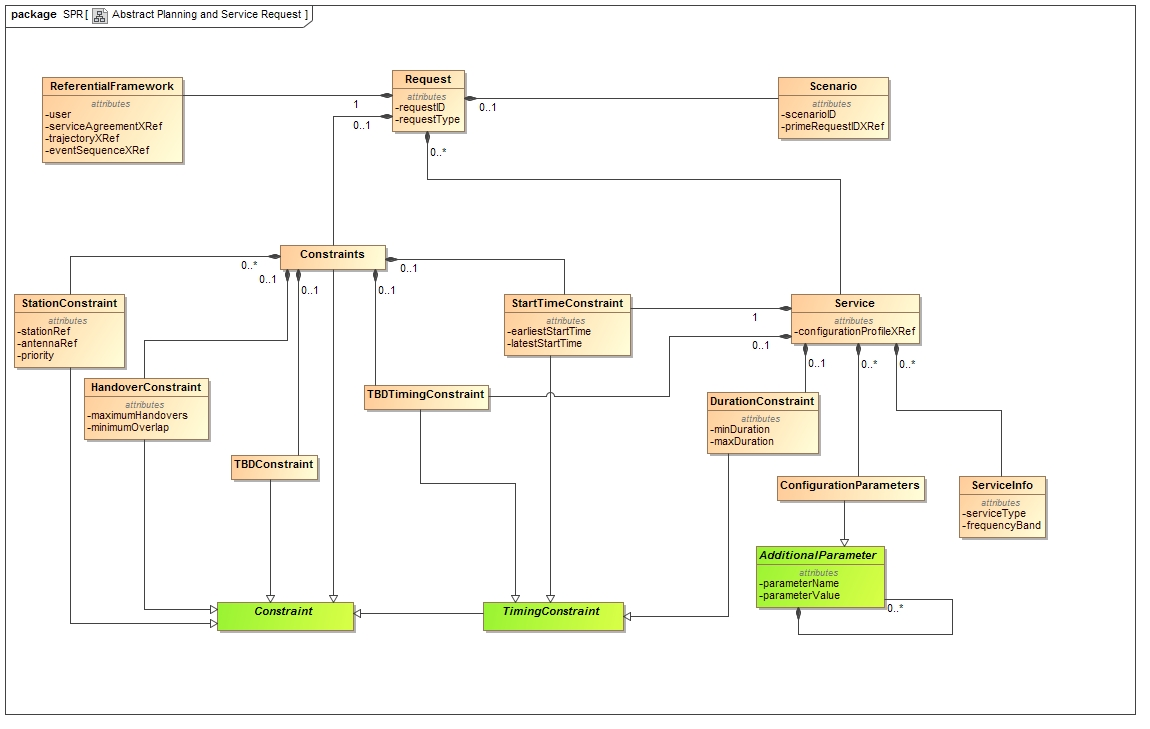 package SPR[ Abstract Planning and Service Request ]
ReferentialFramework
attributes
-user
-serviceAgreementXRef
-trajectoryXRef
-eventSequenceXRef
1
0..1
Request
attributes
-requestID
-requestType
0..1
0..*
Scenario
attributes
-scenarioID
-primeRequestIDXRef
Constraints
0..*
0..1
0..1
0..1
0..1
StationConstraint
attributes
-stationRef
-antennaRef
-priority
StartTimeConstraint
attributes
-earliestStartTime
-latestStartTime
1
0..1
Service
attributes
-configurationProfileXRef
0..1
0..*
0..*
HandoverConstraint
attributes
-maximumHandovers
-minimumOverlap
TBDTimingConstraint
DurationConstraint
attributes
-minDuration
-maxDuration
TBDConstraint
ConfigurationParameters
ServiceInfo
attributes
-serviceType
-frequencyBand
AdditionalParameter
attributes
-parameterName
-parameterValue
0..*
Constraint
TimingConstraint